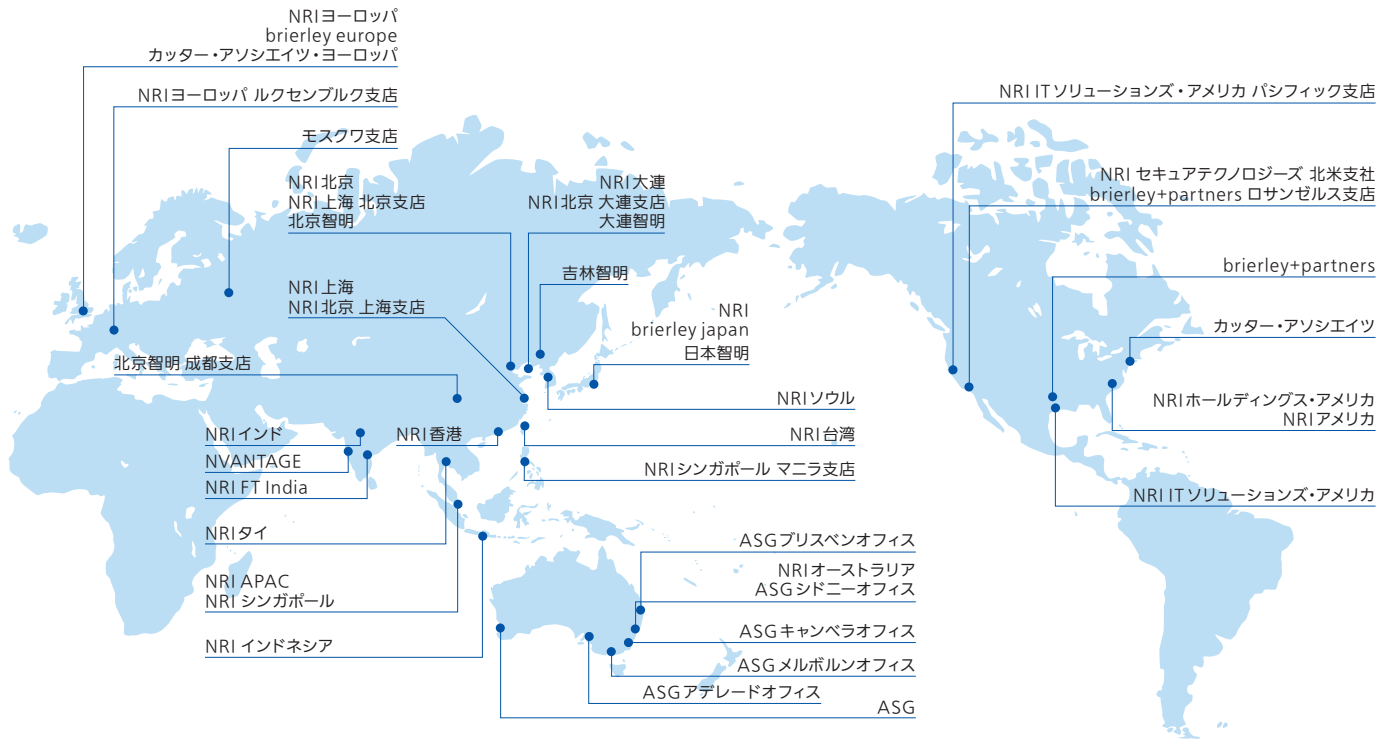 NRIヨーロッパ
brierley europe
カッター・アソシエイツ・ヨーロッパ
NRIヨーロッパ ルクセンブルク支店
モスクワ支店
NRI北京
NRI上海 北京支店
北京智明
NRI大連
NRI北京 大連支店
大連智明
吉林智明
NRI上海
NRI北京 上海支店
NRI
brierley japan
日本智明
北京智明 成都支店
NRIソウル
NRIインド
NRI香港
NRI台湾
NVANTAGE
NRIシンガポール マニラ支店
NRI FT India
NRIタイ
NRI APAC
NRI シンガポール
NRI インドネシア
ASGブリスベンオフィス
NRIオーストラリア
ASGシドニーオフィス
ASGキャンベラオフィス
ASGメルボルンオフィス
ASGアデレードオフィス
ASG
NRI ITソリューションズ・アメリカ パシフィック支店
NRI セキュアテクノロジーズ 北米支社
brierley+partners ロサンゼルス支店
brierley+partners
カッター・アソシエイツ
NRIホールディングス・アメリカ
NRIアメリカ
NRI ITソリューションズ・アメリカ